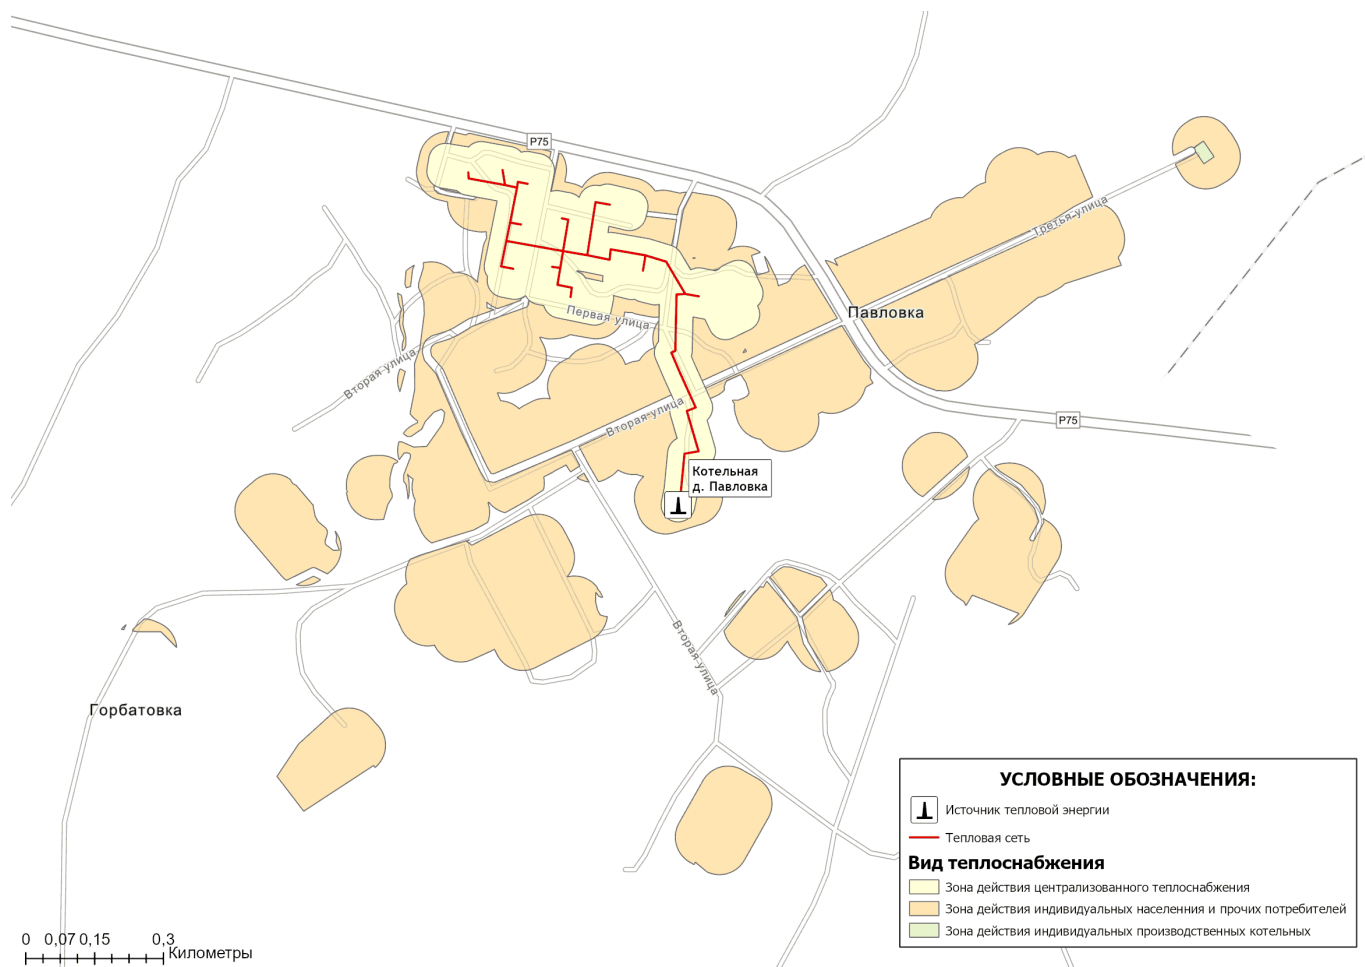 Р75
Третья улица
Павловка
Первая улица
Вторая улица
Вторая улица
Р75
Котельная
д. Павловка
Вторая улица
Горбатовка
УСЛОВНЫЕ ОБОЗНАЧЕНИЯ:
Источник тепловой энергии
Тепловая сеть
Вид теплоснабжения
Зона действия централизованного теплоснабжения
Зона действия индивидуальных населенния и прочих потребителей
Зона действия индивидуальных производственных котельных
0 0,07 0,15 0,3
Километры